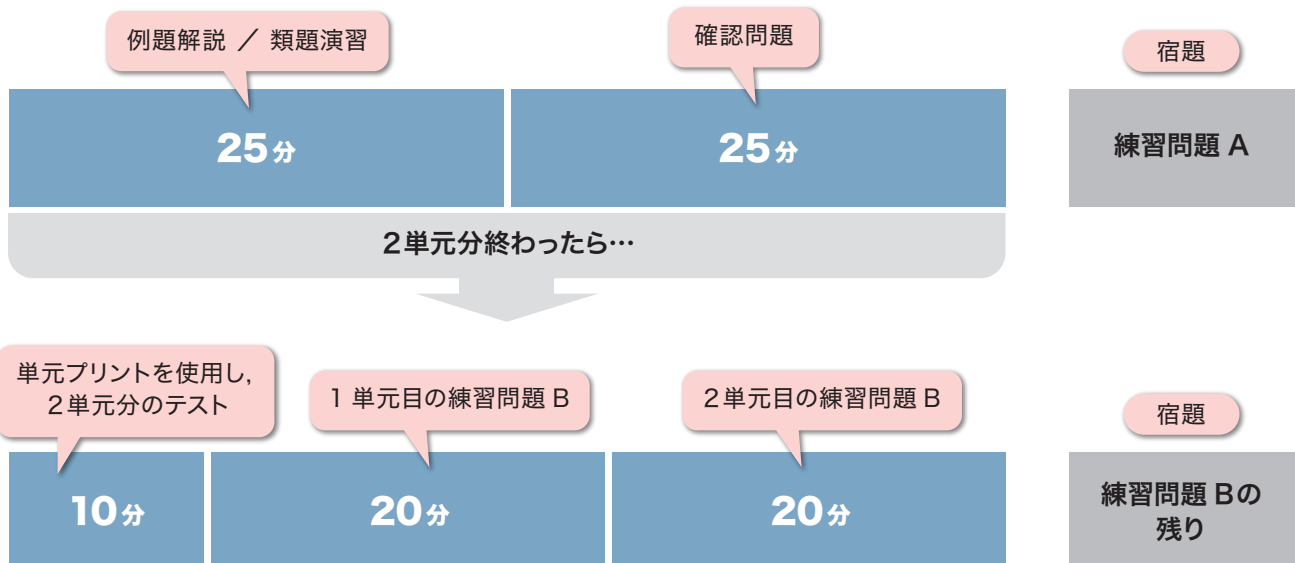 例題解説 ／ 類題演習
確認問題
宿題
25分
25分
練習問題 A
2単元分終わったら…
単元プリントを使用し,
2単元分のテスト
1 単元目の練習問題 B
2単元目の練習問題 B
宿題
10分
20分
20分
練習問題 Bの
残り